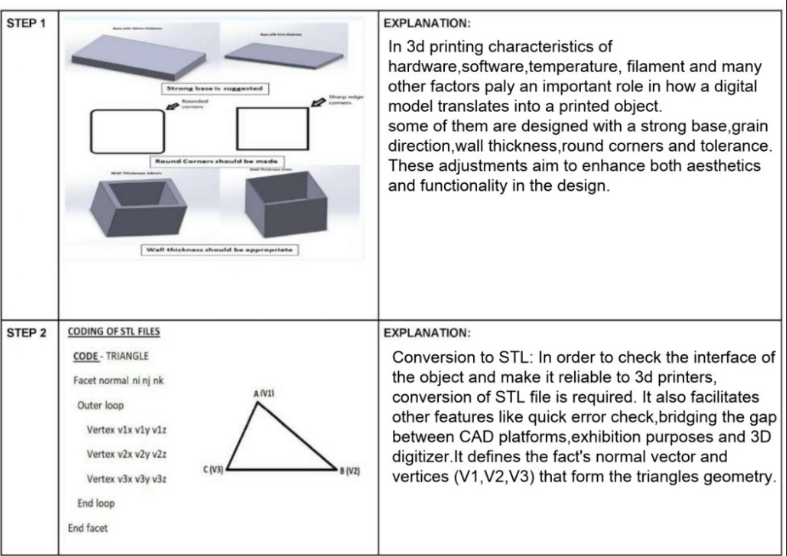 STEP 1
Strong base is suggested
Rounded
corners
Sharp edge
corners
Round Corners should be made
Wall thickness should be appropriate
EXPLANATION:
In 3d printing characteristics of
hardware,software,temperature, filament and many
other factors paly an important role in how a digital
model translates into a printed object.
some of them are designed with a strong base,grain
direction,wall thickness,round corners and tolerance.
These adjustments aim to enhance both aesthetics
and functionality in the design.
STEP 2
CODING OF STL FILES
CODE - TRIANGLE
Facet normal ni nj nk
Outer loop
Vertex v1x v1y v1z
Vertex v2x v2y v2z
Vertex v3x v3y v3z
End loop
End facet
A (V1)
C (V3)
B (V2)
EXPLANATION:
Conversion to STL: In order to check the interface of
the object and make it reliable to 3d printers,
conversion of STL file is required. It also facilitates
other features like quick error check,bridging the gap
between CAD platforms,exhibition purposes and 3D
digitizer.It defines the fact's normal vector and
vertices (V1,V2,V3) that form the triangles geometry.